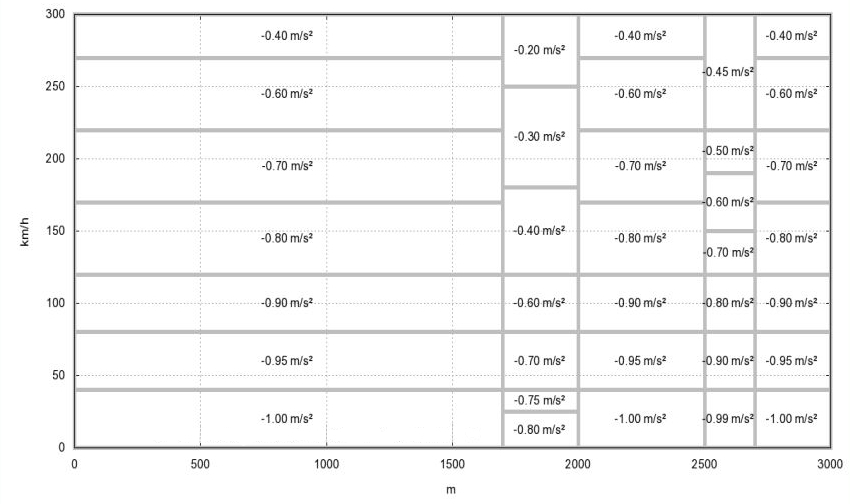 300
-0.40 m/s²
-0.40 m/s²
-0.40 m/s²
-0.20 m/s²
-0.45 m/s²
250
-0.60 m/s²
-0.60 m/s²
-0.60 m/s²
-0.30 m/s²
-0.50 m/s²
200
-0.70 m/s²
-0.70 m/s²
-0.70 m/s²
-0.60 m/s²
km/h
150
-0.40 m/s²
-0.80 m/s²
-0.80 m/s²
-0.80 m/s²
-0.70 m/s²
100
-0.90 m/s²
-0.60 m/s²
-0.90 m/s²
-0.80 m/s²
-0.90 m/s²
50
-0.95 m/s²
-0.70 m/s²
-0.95 m/s²
-0.90 m/s²
-0.95 m/s²
-0.75 m/s²
-1.00 m/s²
-1.00 m/s²
-0.99 m/s²
-1.00 m/s²
-0.80 m/s²
0
0
500
1000
1500
2000
2500
3000
m